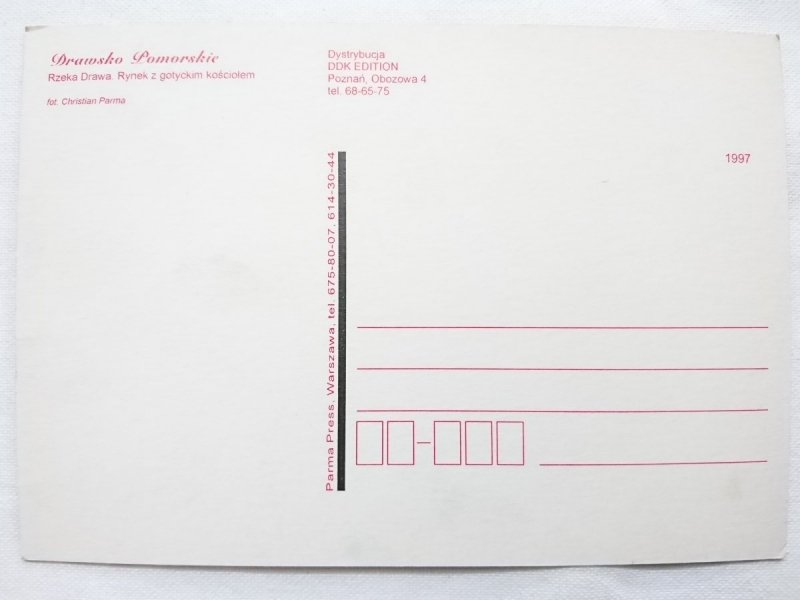 Drawsko Pomorskie
Rzeka Drawa. Rynek z gotyckim kościołem
fot. Christian Parma
Dystrybucja
DDK EDITION
Poznań, Obozowa 4
tel. 68-65-75
1997
Parma Press, Warszawa, tel. 675-80-07, 614-30-44